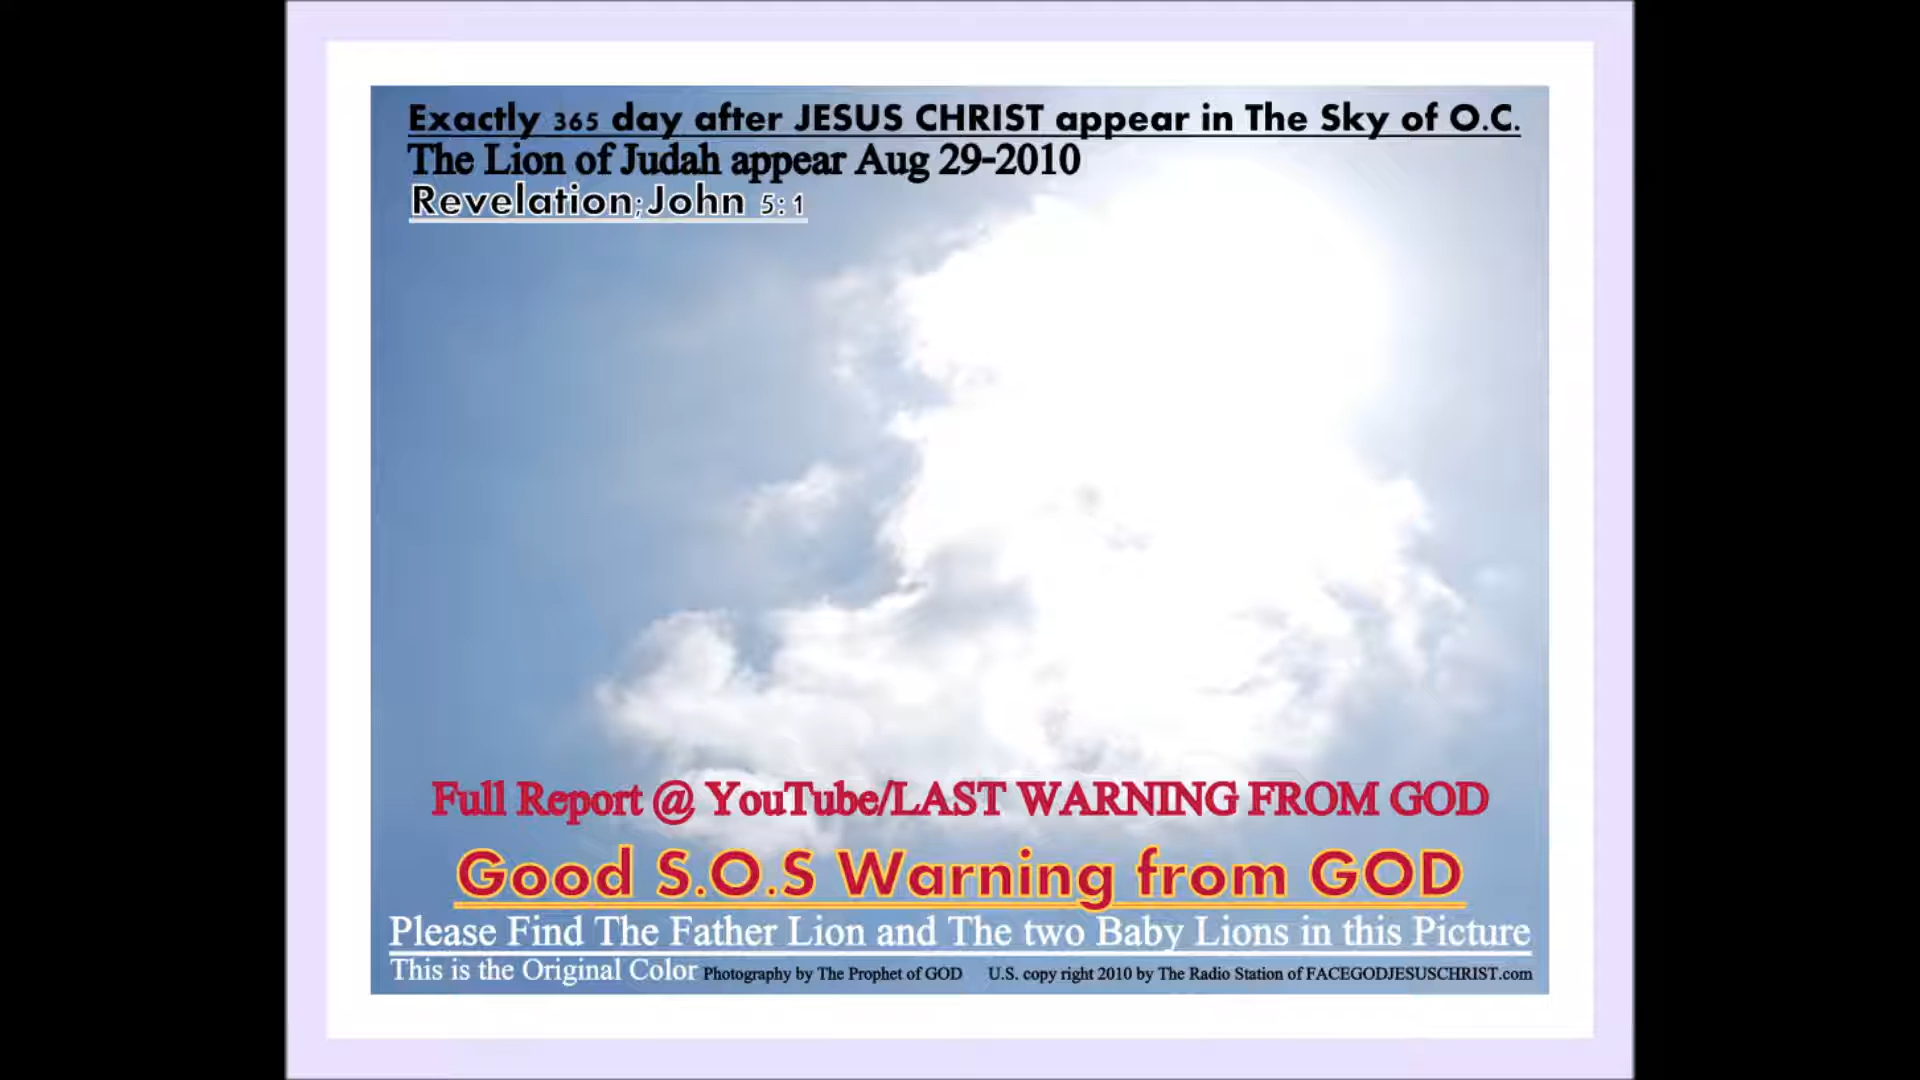 Exactly 365 day after JESUS CHRIST appear in The Sky of O.C.
The Lion of Judah appear Aug 29-2010
Revelation;John 5:1
Full Report @ YouTube/LAST WARNING FROM GOD
Good S.O.S Warning from GOD
Please Find The Father Lion and The two Baby Lions in this Picture
This is the Original Color Photography by The Prophet of GOD U.S. copy right 2010 by The Radio Station of FACEGODJESUSCHRIST.com